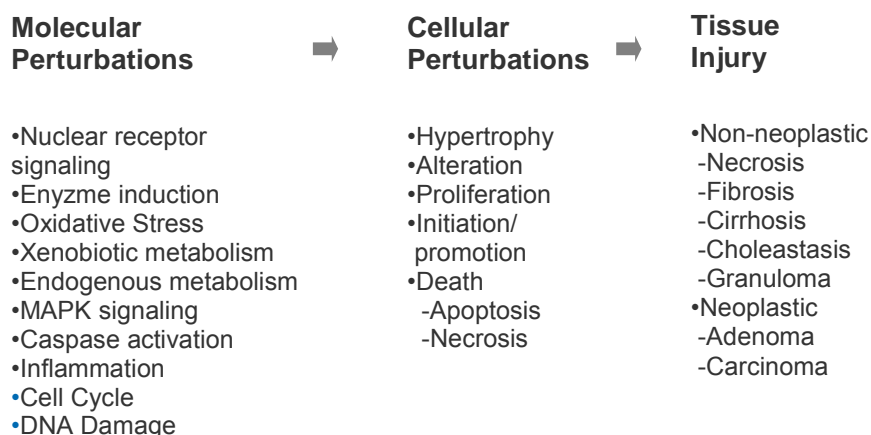 Molecular
Perturbations
•Nuclear receptor
signaling
•Enyzme induction
•Oxidative Stress
•Xenobiotic metabolism
•Endogenous metabolism
•MAPK signaling
•Caspase activation
•Inflammation
•Cell Cycle
•DNA Damage
Cellular
Perturbations
•Hypertrophy
•Alteration
•Proliferation
•Initiation/
promotion
•Death
-Apoptosis
-Necrosis
Tissue
Injury
•Non-neoplastic
-Necrosis
-Fibrosis
-Cirrhosis
-Choleastasis
-Granuloma
•Neoplastic
-Adenoma
-Carcinoma